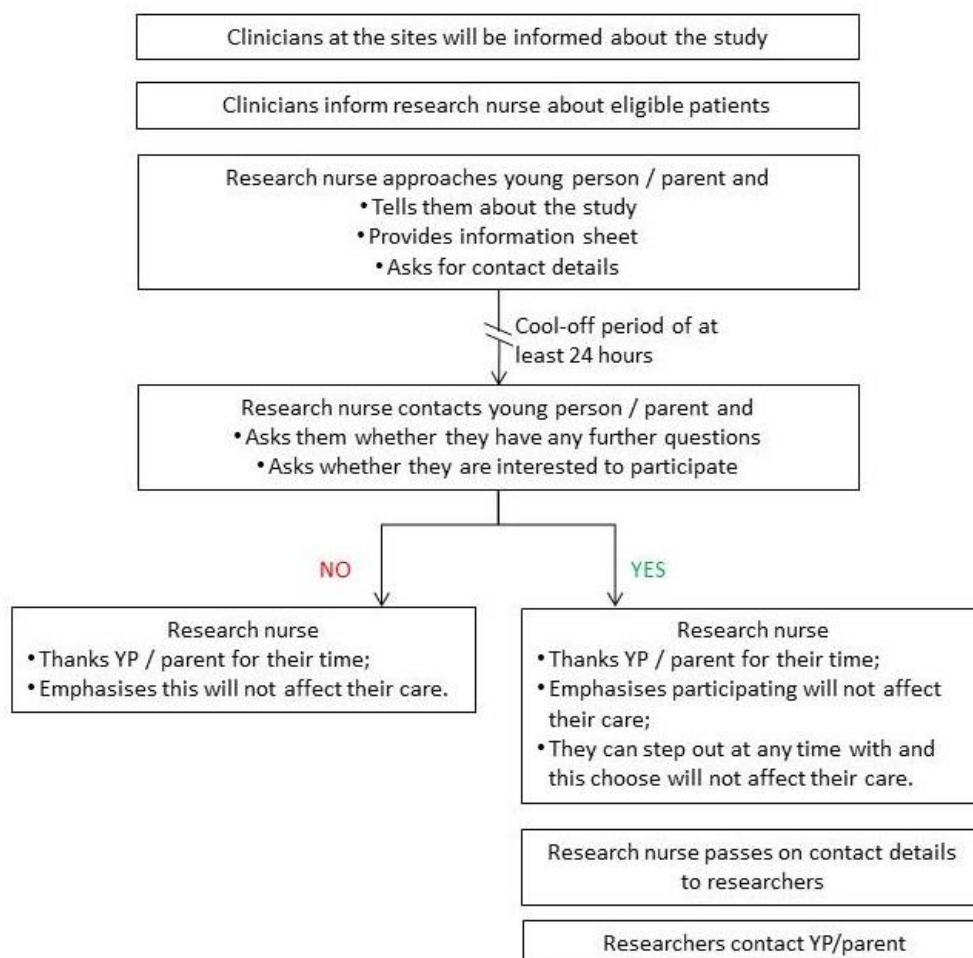 Clinicians at the sites will be informed about the study
Clinicians inform research nurse about eligible patients
Research nurse approaches young person / parent and
• Tells them about the study
• Provides information sheet
• Asks for contact details
Cool-off period of at
least 24 hours
Research nurse contacts young person / parent and
• Asks them whether they have any further questions
• Asks whether they are interested to participate
NO
YES
Research nurse
• Thanks YP / parent for their time;
• Emphasises this will not affect their care.
Research nurse
• Thanks YP / parent for their time;
• Emphasises participating will not affect
their care;
• They can step out at any time with and
this choose will not affect their care.
Research nurse passes on contact details
to researchers
Researchers contact YP/parent